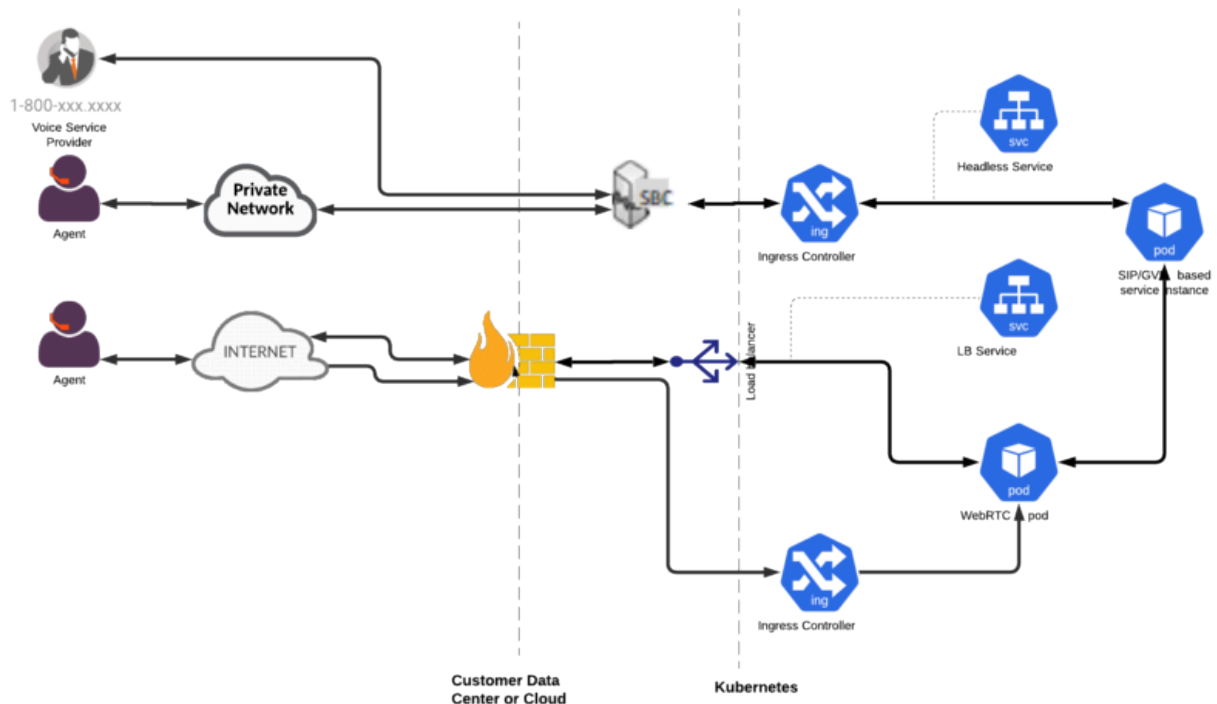 1-800-xxx.xxxx
Voice Service
Provider
Agent
Private
Network
SBC
ing
Ingress Controller
svc
Headless Service
pod
SIP/GV based
service instance
Agent
INTERNET
Load balancer
svc
LB Service
pod
WebRTC pod
ing
Ingress Controller
Customer Data
Center or Cloud
Kubernetes